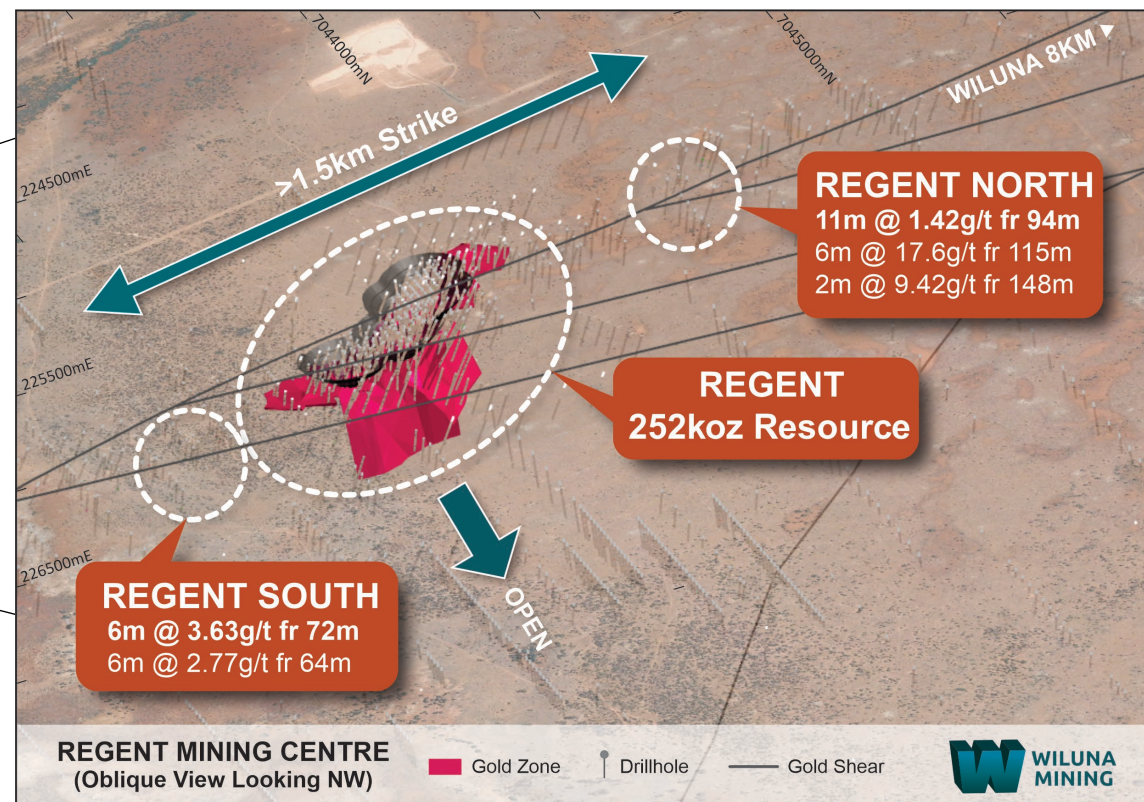 7044000mN
7045000mN
WILUNA 8KM
>1.5km Strike
224500mE
REGENT NORTH
11m @ 1.42g/t fr 94m
6m @ 17.6g/t fr 115m
2m @ 9.42g/t fr 148m
225500mE
REGENT
252koz Resource
226500mE
REGENT SOUTH
6m @ 3.63g/t fr 72m
6m @ 2.77g/t fr 64m
OPEN
REGENT MINING CENTRE
(Oblique View Looking NW)
Gold Zone
Drillhole
Gold Shear
WILUNA
MINING